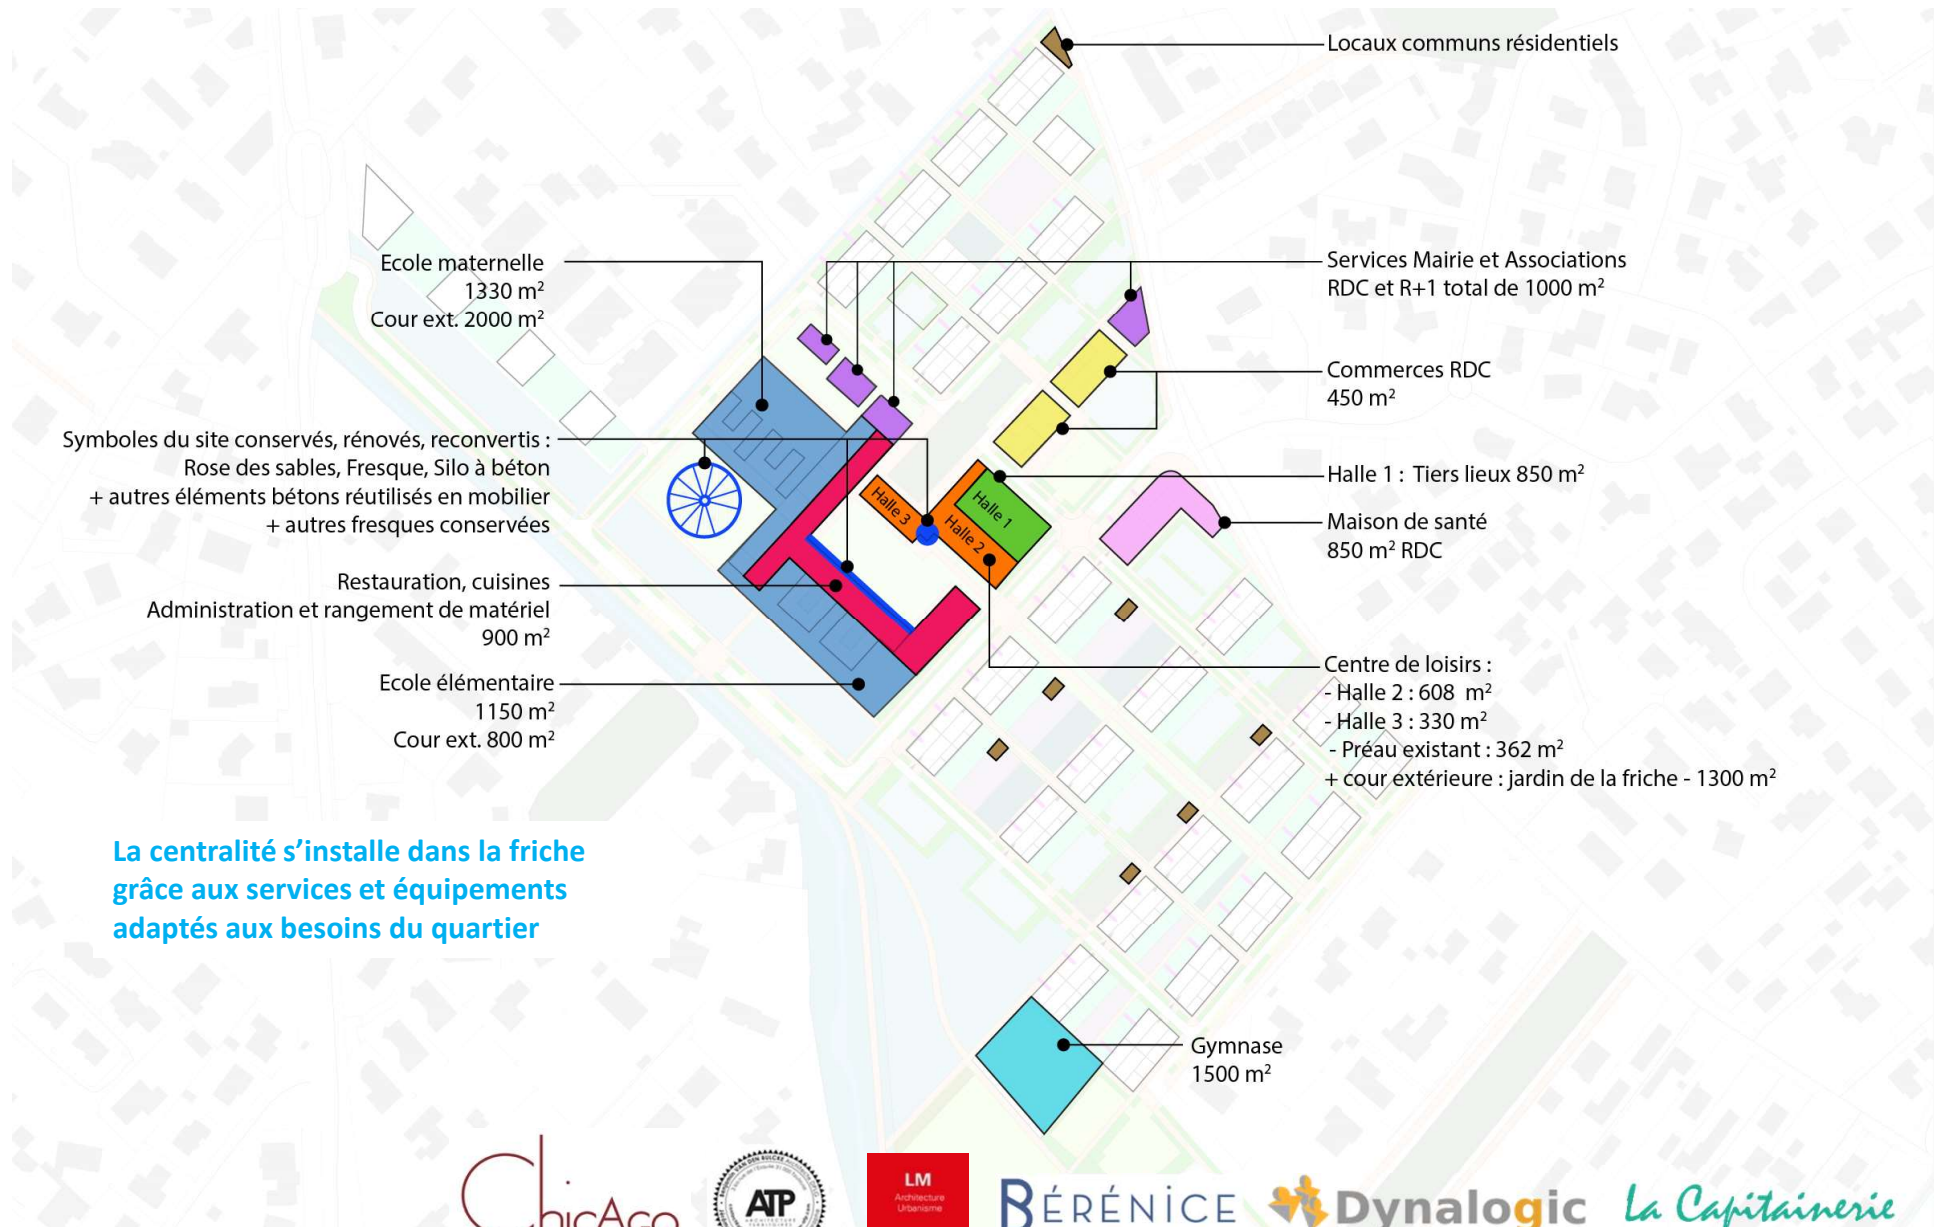 Locaux communs résidentiels
Ecole maternelle
1330 m²
Cour ext. 2000 m²
Services Mairie et Associations
RDC et R+1 total de 1000 m²
Commerces RDC
450 m²
Symboles du site conservés, rénovés, reconvertis :
Rose des sables, Fresque, Silo à béton
+ autres éléments bétons réutilisés en mobilier
+ autres fresques conservées
Halle 1 : Tiers lieux 850 m²
Halle 3
Halle 2
Halle 1
Maison de santé
850 m² RDC
Restauration, cuisines
Administration et rangement de matériel
900 m²
Ecole élémentaire
1150 m²
Cour ext. 800 m²
Centre de loisirs :
- Halle 2 : 608 m²
- Halle 3 : 330 m²
- Préau existant : 362 m²
+ cour extérieure : jardin de la friche - 1300 m²
La centralité s’installe dans la friche
grâce aux services et équipements
adaptés aux besoins du quartier
Gymnase
1500 m²
ChicAgo
ATP
LM
Architecture
Urbanisme
BÉRÉNICE
Dynalogic
La Capitainerie